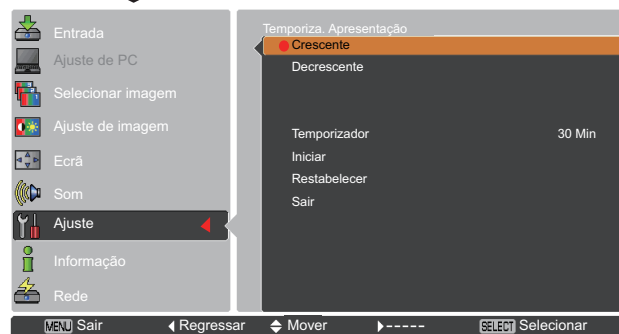 Entrada
Ajuste de PC
Selecionar imagem
Ajuste de imagem
Ecrã
Som
Ajuste
Informação
Rede
Temporiza. Apresentação
Crescente
Decrescente
Temporizador 30 Min
Iniciar
Restabelecer
Sair
MENU Sair Regressar Mover ----- SELECT Selecionar